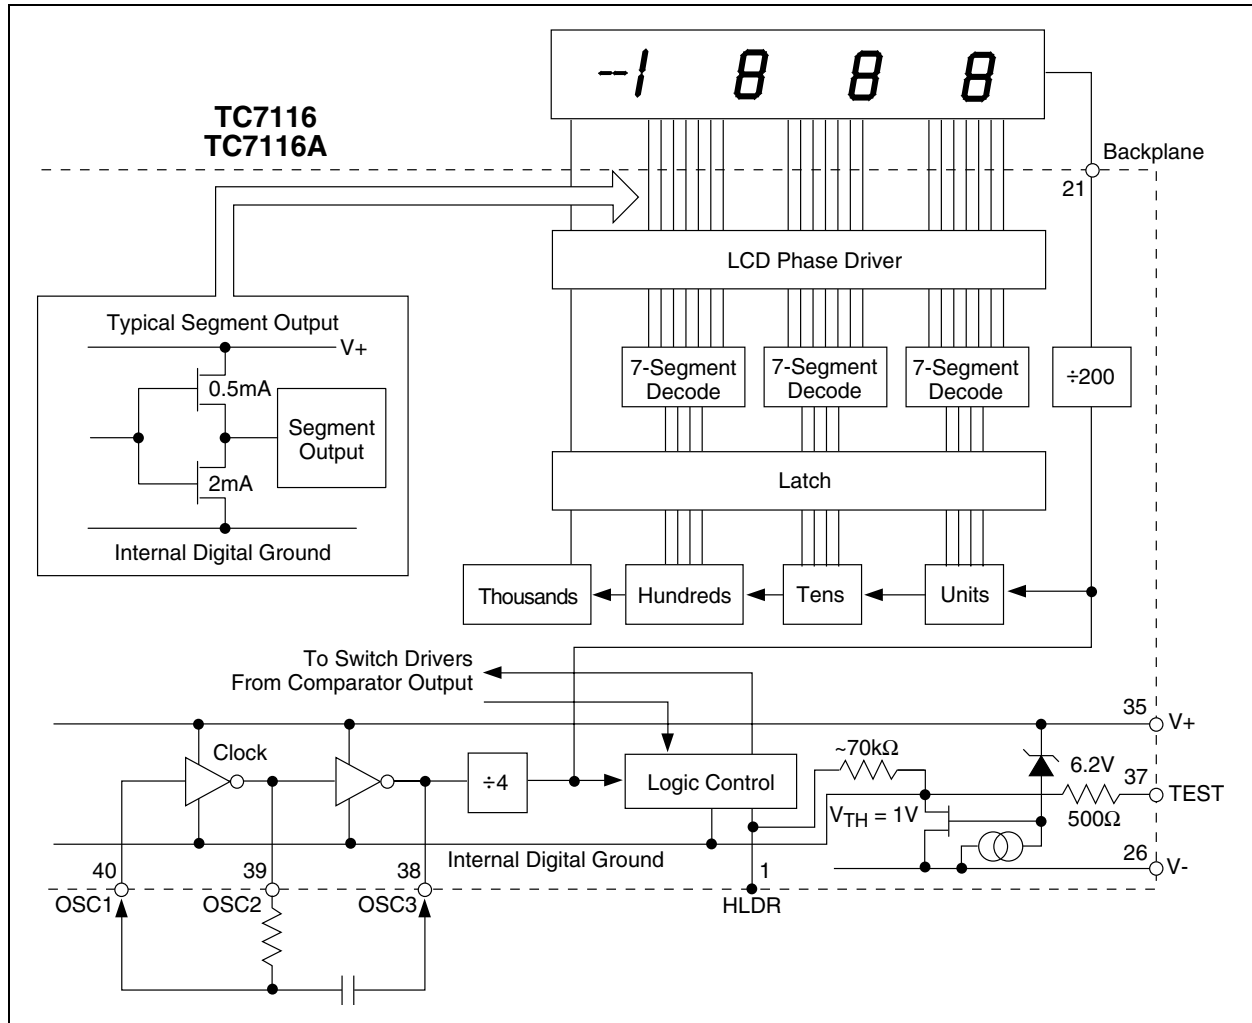 -1 8 8 8
TC7116
TC7116A
Backplane
21
LCD Phase Driver
Typical Segment Output
V+
0.5mA
Segment
Output
2mA
Internal Digital Ground
7-Segment
Decode
7-Segment
Decode
7-Segment
Decode
÷200
Latch
Thousands
Hundreds
Tens
Units
To Switch Drivers
From Comparator Output
35
V+
Clock
~70kΩ
6.2V
37
÷4
Logic Control
TEST
VTH = 1V
500Ω
Internal Digital Ground
26
V-
40
39
38
1
OSC1
OSC2
OSC3
HLDR